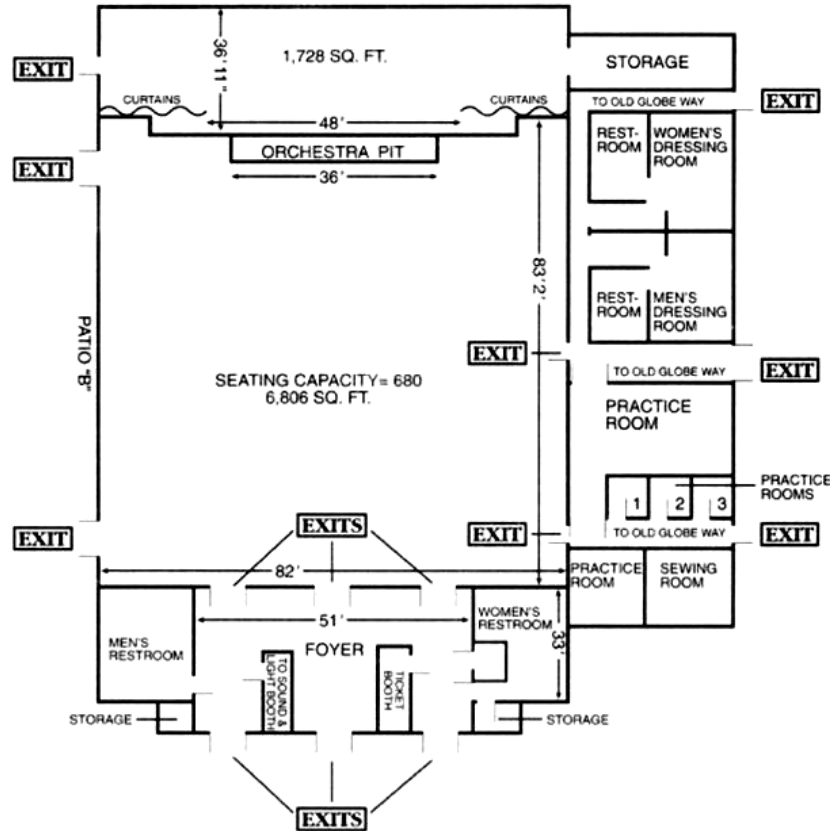 1,728 SQ. FT.
36'11"
EXIT
STORAGE
CURTAINS
CURTAINS
TO OLD GLOBE WAY
EXIT
48'
ORCHESTRA PIT
36'
EXIT
REST-
ROOM
WOMEN'S
DRESSING
ROOM
83'2'
REST-
ROOM
MEN'S
DRESSING
ROOM
PATIO "B"
EXIT
TO OLD GLOBE WAY
EXIT
SEATING CAPACITY= 680
6,806 SQ. FT.
PRACTICE
ROOM
1
2
3
PRACTICE
ROOMS
EXIT
EXITS
EXIT
TO OLD GLOBE WAY
EXIT
82'
PRACTICE
ROOM
SEWING
ROOM
51'
MEN'S
RESTROOM
FOYER
WOMEN'S
RESTROOM
33'
TO SOUND &
LIGHT BOOTH
TICKET
BOOTH
STORAGE
STORAGE
EXITS